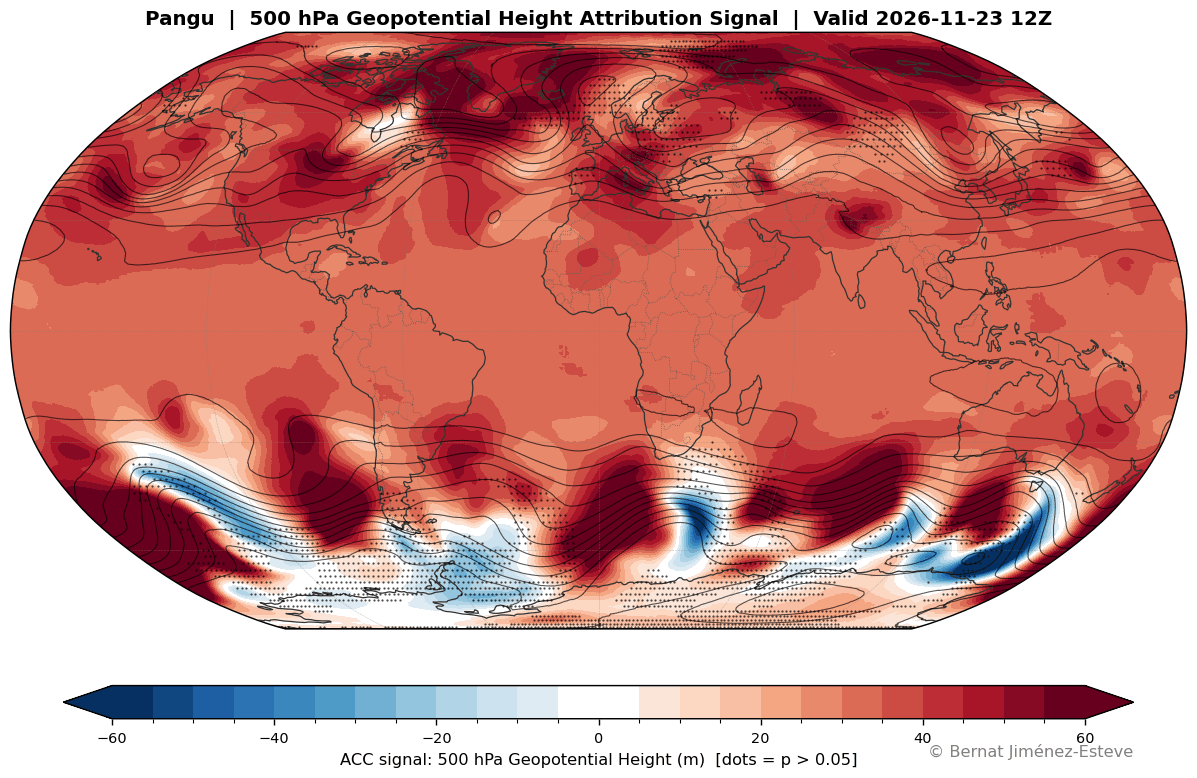 Pangu  |  500 hPa Geopotential Height Attribution Signal  |  Valid 2026-11-23 12Z
−60 −40 −20 0 20 40 60
ACC signal: 500 hPa Geopotential Height (m)  [dots = p > 0.05]
© Bernat Jiménez-Esteve